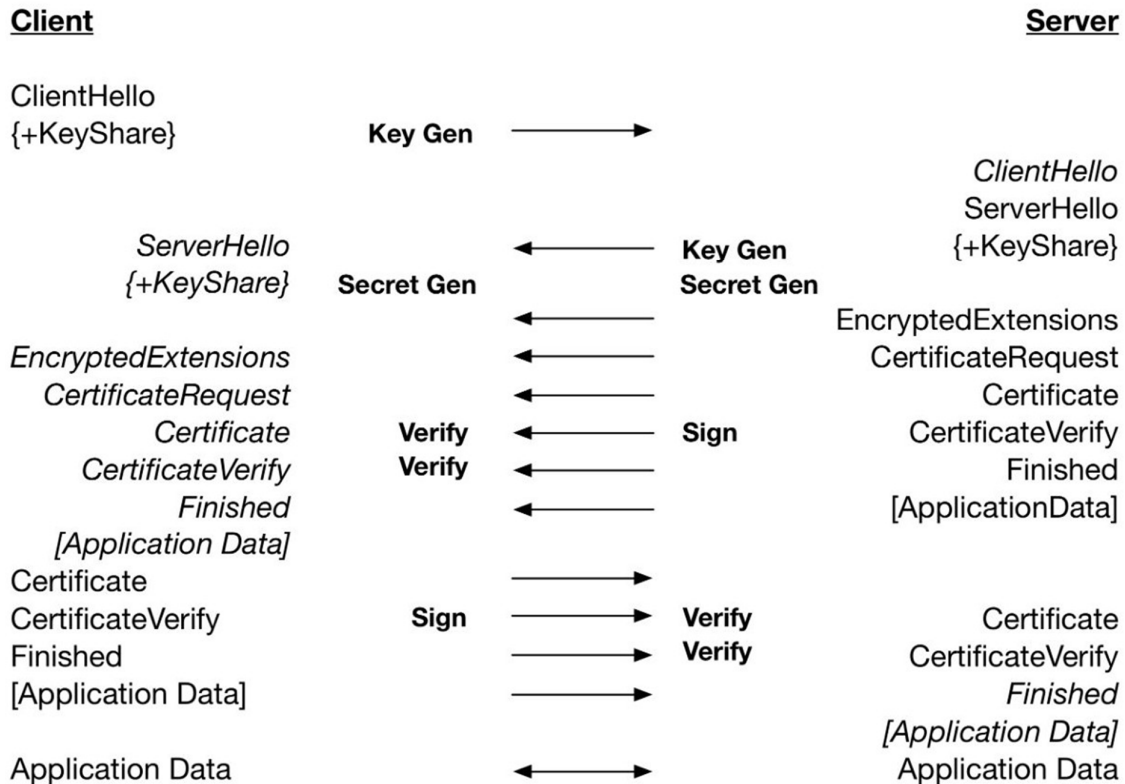 Client Server
ClientHello
{+KeyShare} Key Gen
ClientHello
ServerHello
ServerHello Key Gen {+KeyShare}
{+KeyShare} Secret Gen Secret Gen
EncryptedExtensions
EncryptedExtensions CertificateRequest
CertificateRequest Certificate
Certificate Verify Sign CertificateVerify
CertificateVerify Verify Finished
Finished [ApplicationData]
[Application Data]
Certificate
CertificateVerify Sign Verify Certificate
Finished Verify CertificateVerify
[Application Data] Finished
[Application Data]
Application Data Application Data